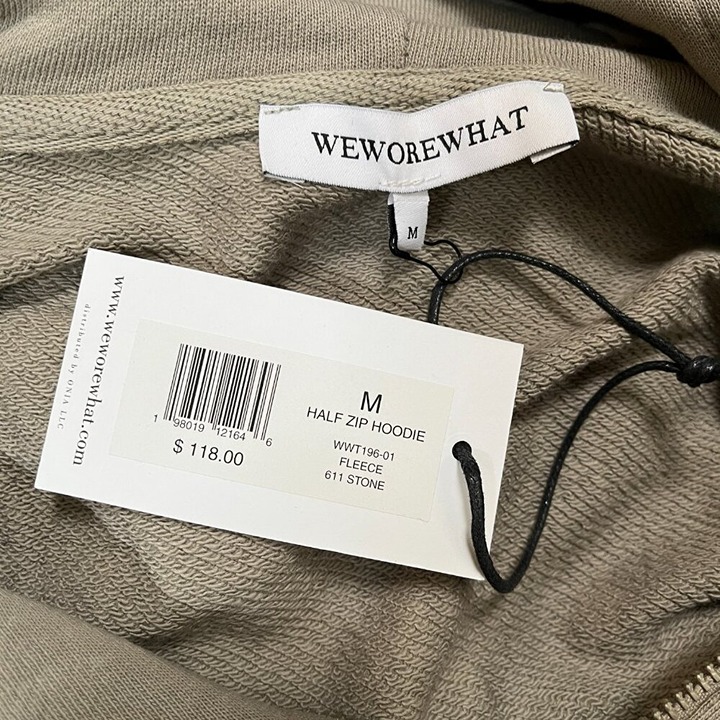 WEWOREWHAT
M
www.weworewhat.com
distributed by ONIA LLC
1 98019 12164 6
$ 118.00
M
HALF ZIP HOODIE
WWT196-01
FLEECE
611 STONE